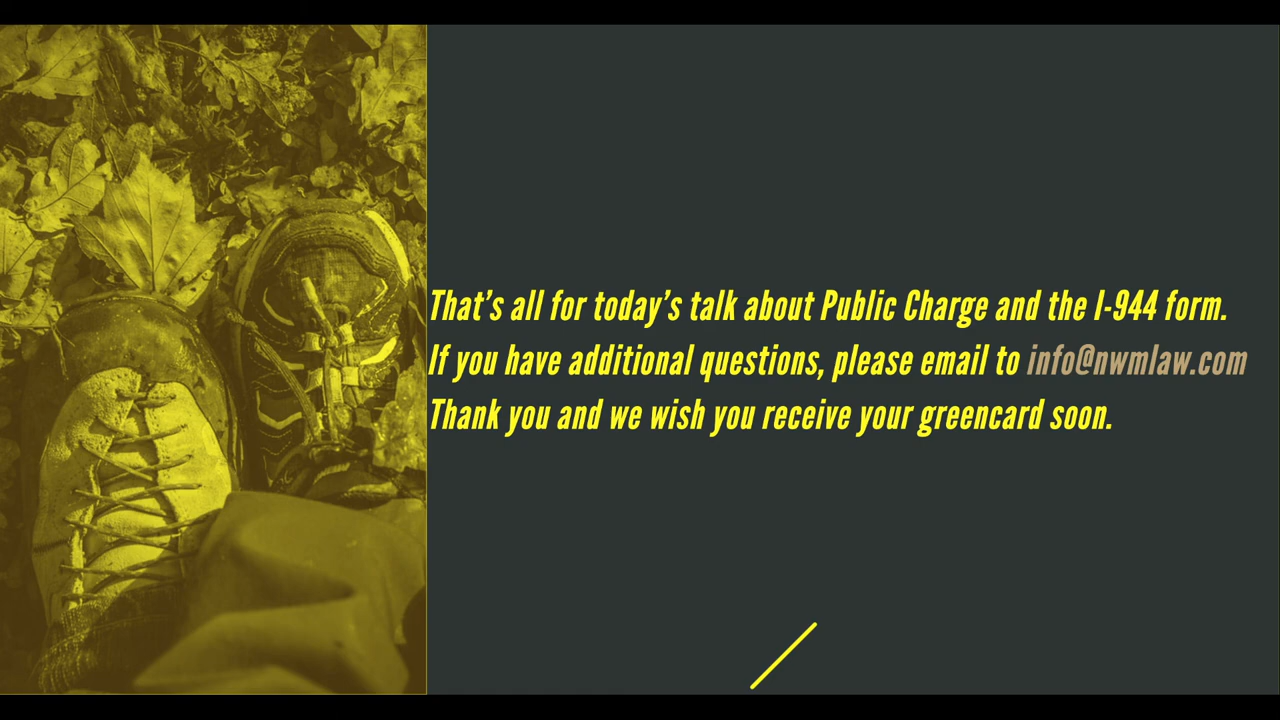 That's all for today's talk about Public Charge and the I-944 form.
If you have additional questions, please email to info@nwmlaw.com
Thank you and we wish you receive your greencard soon.